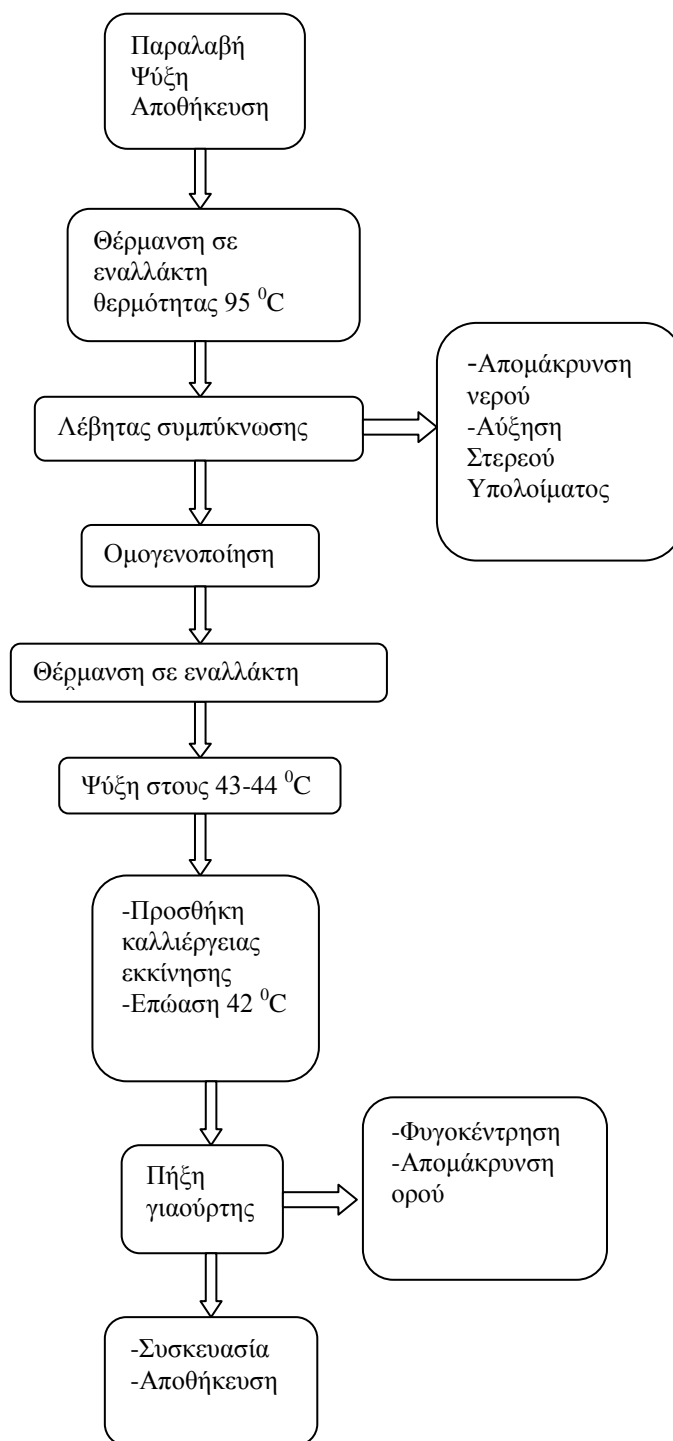 Παραλαβή
Ψύξη
Αποθήκευση
Θέρμανση σε
εναλλάκτη
θερμότητας 95 ⁰C
Λέβητας συμπύκνωσης
-Απομάκρυνση
νερού
-Αύξηση
Στερεού
Υπολοίματος
Ομογενοποίηση
Θέρμανση σε εναλλάκτη
Ψύξη στους 43-44 ⁰C
-Προσθήκη
καλλιέργειας
εκκίνησης
-Επώαση 42 ⁰C
Πήξη
γιαούρτης
-Φυγοκέντρηση
-Απομάκρυνση
ορού
-Συσκευασία
-Αποθήκευση